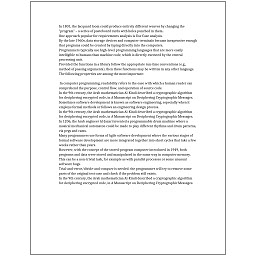 In 1801, the Jacquard loom could produce entirely different weaves by changing the
"program" – a series of pasteboard cards with holes punched in them.
One approach popular for requirements analysis is Use Case analysis.
By the late 1960s, data storage devices and computer terminals became inexpensive enough
that programs could be created by typing directly into the computers.
Programmable typically use high-level programming languages that are more easily
intelligible to humans than machine code, which is directly executed by the central
processing unit.
Provided the functions in a library follow the appropriate run-time conventions (e.g.,
method of passing arguments), then these functions may be written in any other language.
The following properties are among the most important:

In computer programming, readability refers to the ease with which a human reader can
comprehend the purpose, control flow, and operation of source code.
In the 9th century, the Arab mathematician Al-Kindi described a cryptographic algorithm
for deciphering encrypted code, in A Manuscript on Deciphering Cryptographic Messages.
Sometimes software development is known as software engineering, especially when it
employs formal methods or follows an engineering design process.
In the 9th century, the Arab mathematician Al-Kindi described a cryptographic algorithm
for deciphering encrypted code, in A Manuscript on Deciphering Cryptographic Messages.
In 1206, the Arab engineer Al-Jazari invented a programmable drum machine where a
musical mechanical automaton could be made to play different rhythms and drum patterns,
via pegs and cams.
Many programmers use forms of Agile software development where the various stages of
formal software development are more integrated together into short cycles that take a few
weeks rather than years.
However, with the concept of the stored-program computer introduced in 1949, both
programs and data were stored and manipulated in the same way in computer memory.
This can be a non-trivial task, for example as with parallel processes or some unusual
software bugs.
Trial-and-error/divide-and-conquer is needed: the programmer will try to remove some
parts of the original test case and check if the problem still exists.
In the 9th century, the Arab mathematician Al-Kindi described a cryptographic algorithm
for deciphering encrypted code, in A Manuscript on Deciphering Cryptographic Messages.